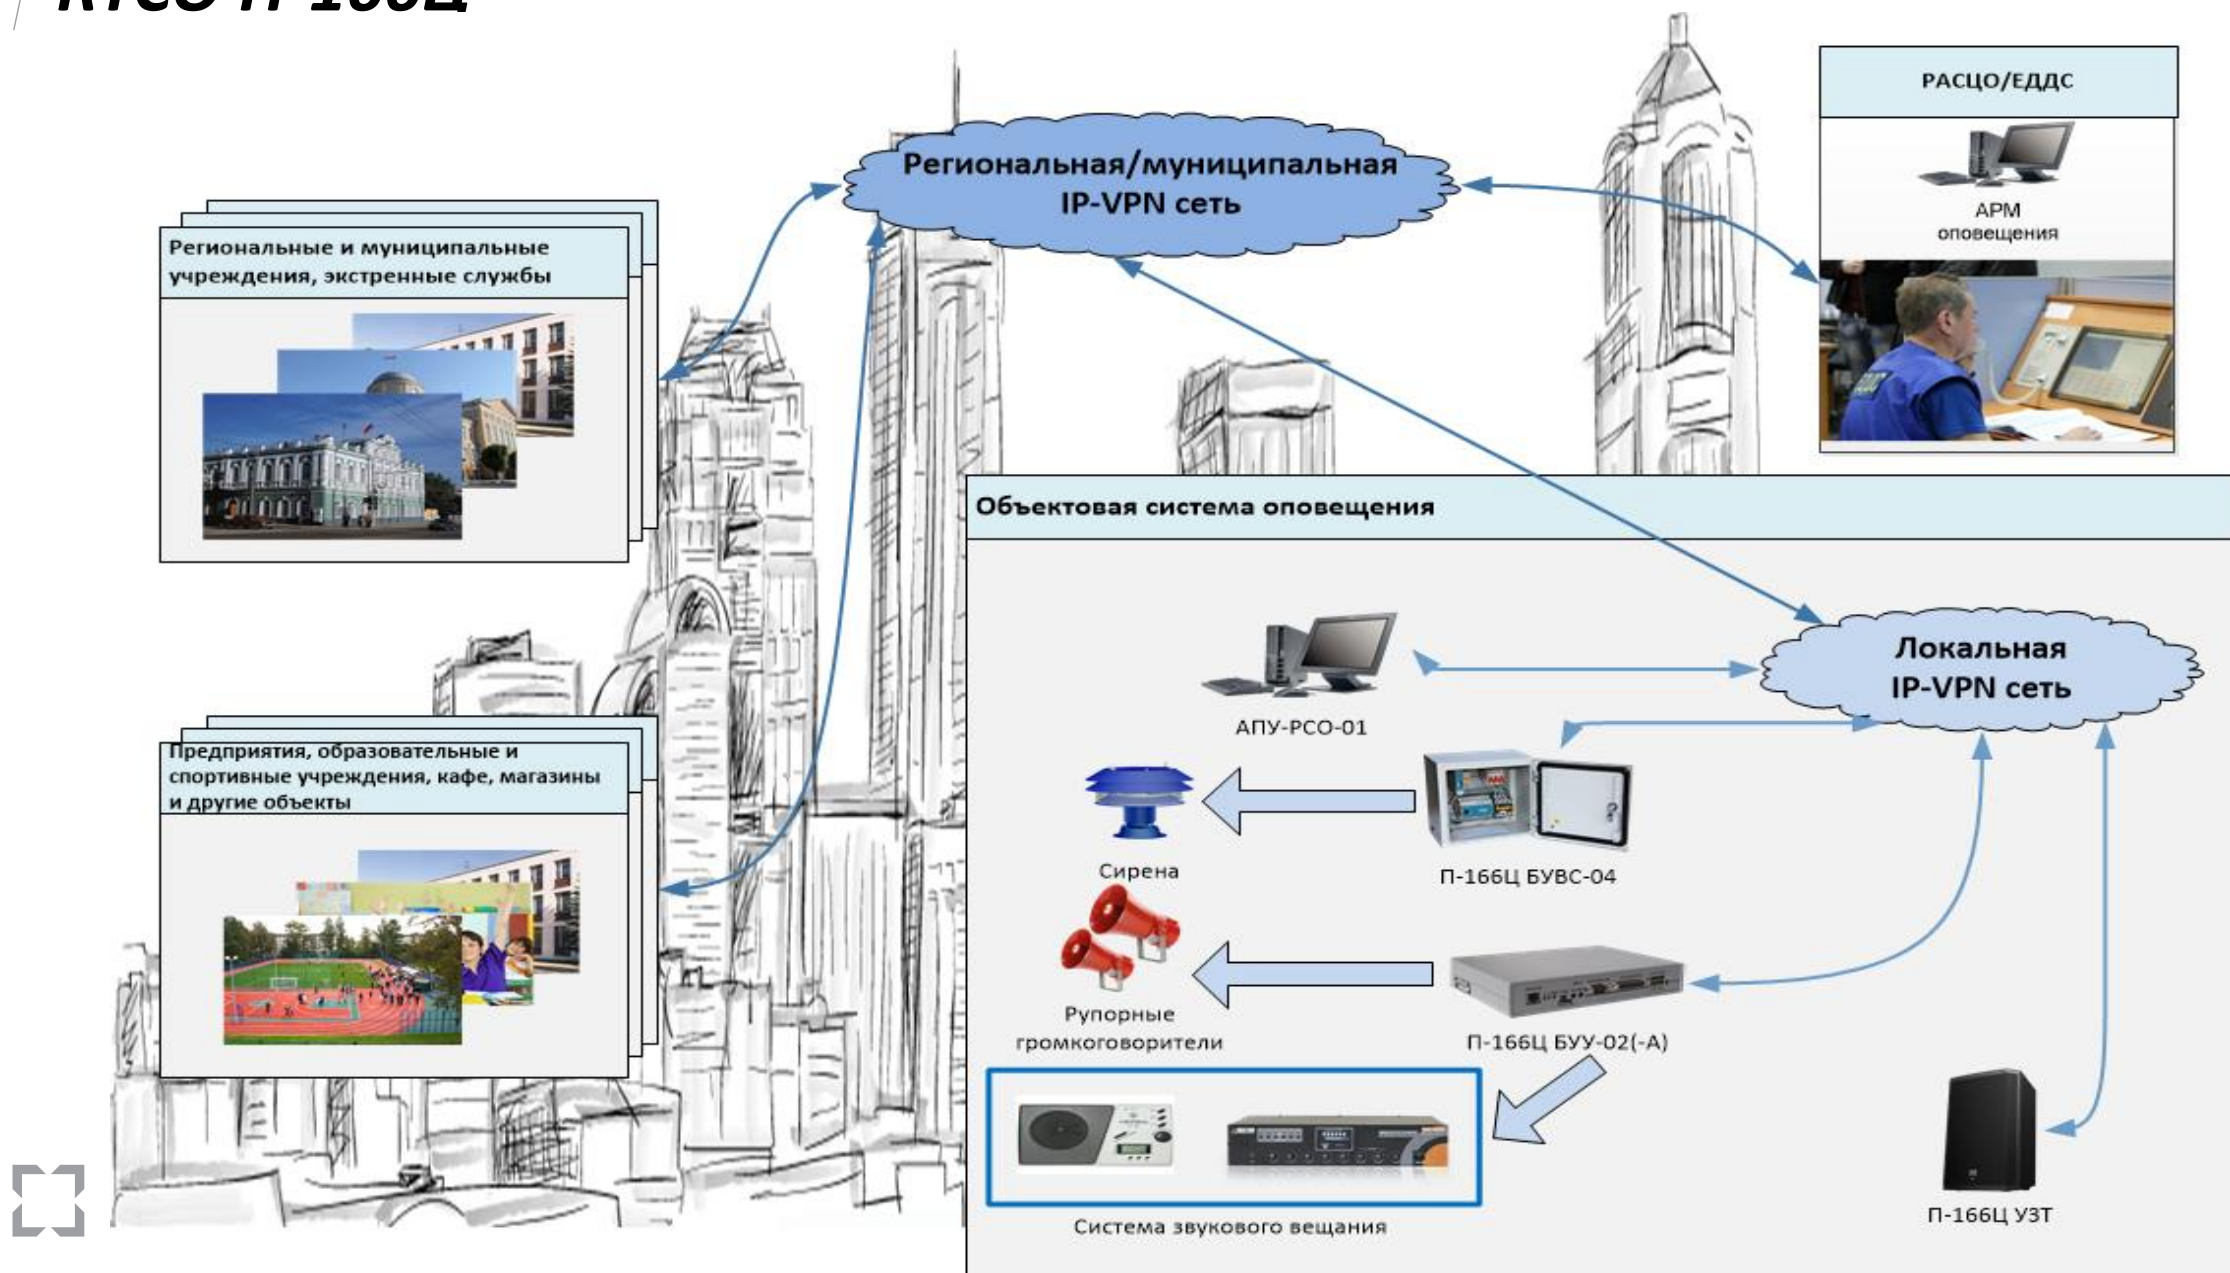 КТСО П-166Ц
РАСЦО/ЕДДС
АРМ
оповещения
Региональная/муниципальная
IP-VPN сеть
Региональные и муниципальные
учреждения, экстренные службы
Предприятия, образовательные и
спортивные учреждения, кафе, магазины
и другие объекты
Объектовая система оповещения
Локальная
IP-VPN сеть
АПУ-РСО-01
Сирена
П-166Ц БУВС-04
Рупорные
громкоговорители
П-166Ц БУУ-02(-А)
Система звукового вещания
П-166Ц УЗТ